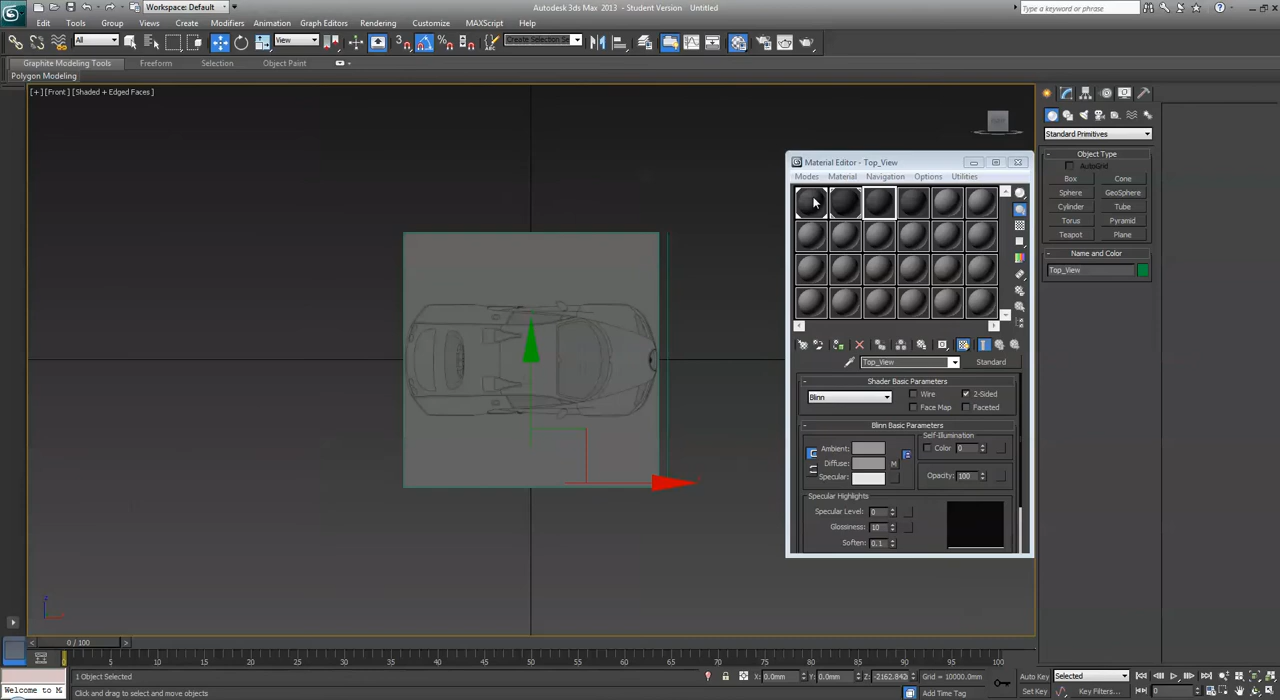 Workspace: Default
Autodesk 3ds Max 2013 - Student Version Untitled
Type a keyword or phrase
Edit Tools Group Views Create Modifiers Animation Graph Editors Rendering Customize MAXScript Help
All View Create Selection Se
Graphite Modeling Tools Freeform Selection Object Paint
Polygon Modeling
[+] [Front] [Shaded + Edged Faces]
Standard Primitives
Object Type
AutoGrid
Box Cone
Sphere GeoSphere
Cylinder Tube
Torus Pyramid
Teapot Plane
Name and Color
Top_View
Material Editor - Top_View
Modes Material Navigation Options Utilities
Top_View Standard
Shader Basic Parameters
Blinn Wire 2-Sided
Face Map Faceted
Blinn Basic Parameters
Self-Illumination
Ambient: Color 0
Diffuse: M
Specular: Opacity: 100
Specular Highlights
Specular Level: 0
Glossiness: 10
Soften: 0.1
0 / 100
0 5 10 15 20 25 30 35 40 45 50 55 60 65 70 75 80 85 90 95 100
1 Object Selected X: 0.0mm Y: 0.0mm Z: -2162.842m Grid = 10000.0mm Auto Key Selected
Welcome to M Click and drag to select and move objects Add Time Tag Set Key Key Filters...